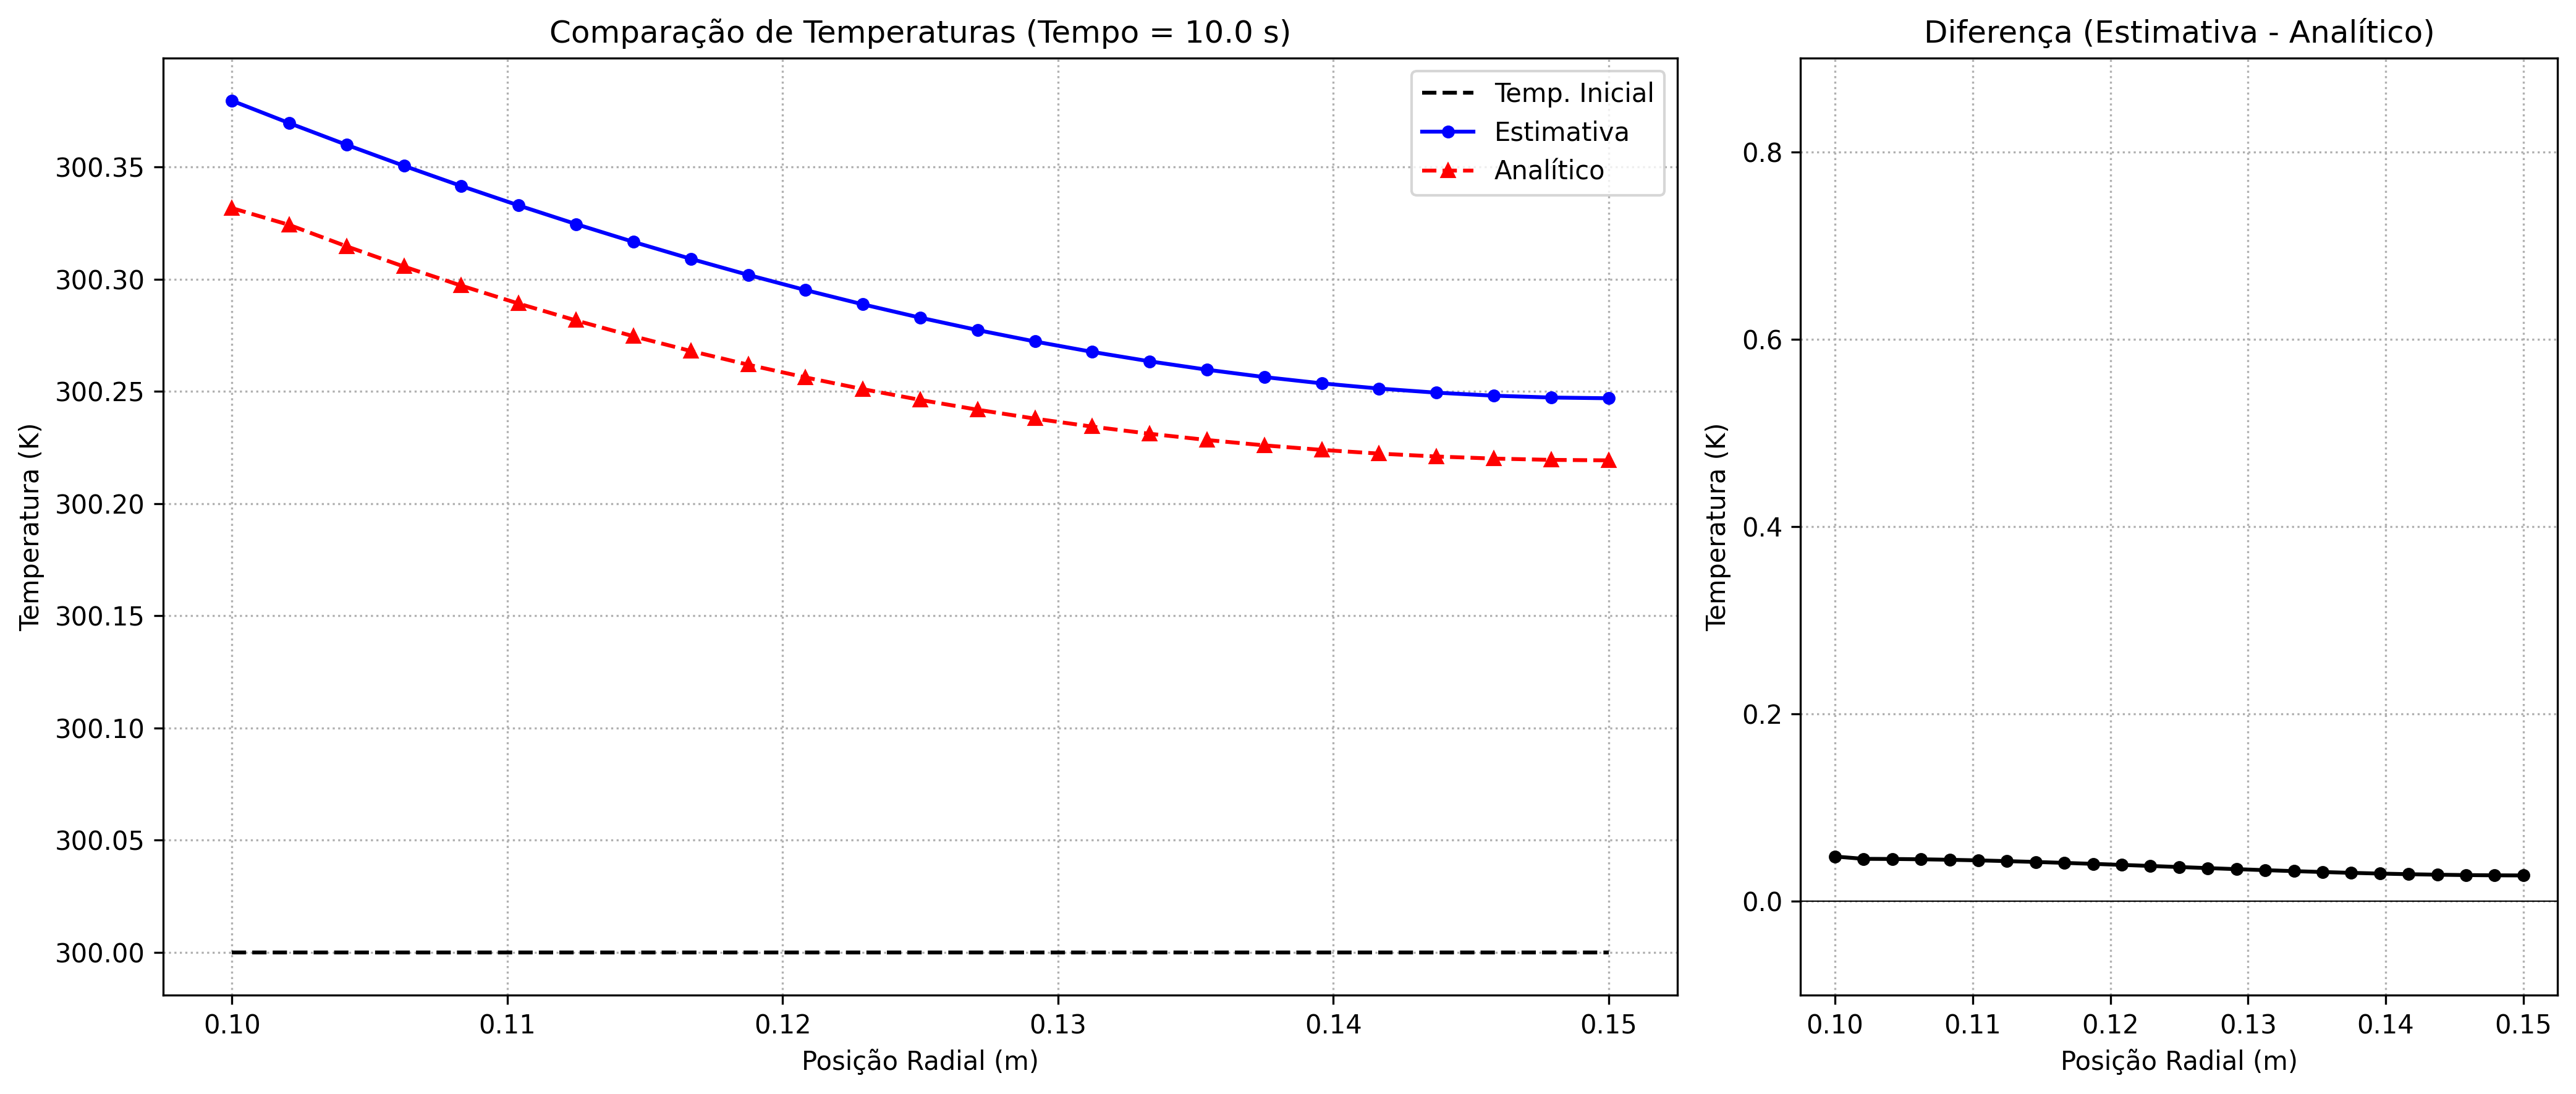 Comparação de Temperaturas (Tempo = 10.0 s)
Temp. Inicial
Estimativa
Analítico
Temperatura (K)
300.35
300.30
300.25
300.20
300.15
300.10
300.05
300.00
0.10 0.11 0.12 0.13 0.14 0.15
Posição Radial (m)
Diferença (Estimativa - Analítico)
Temperatura (K)
0.8
0.6
0.4
0.2
0.0
0.10 0.11 0.12 0.13 0.14 0.15
Posição Radial (m)